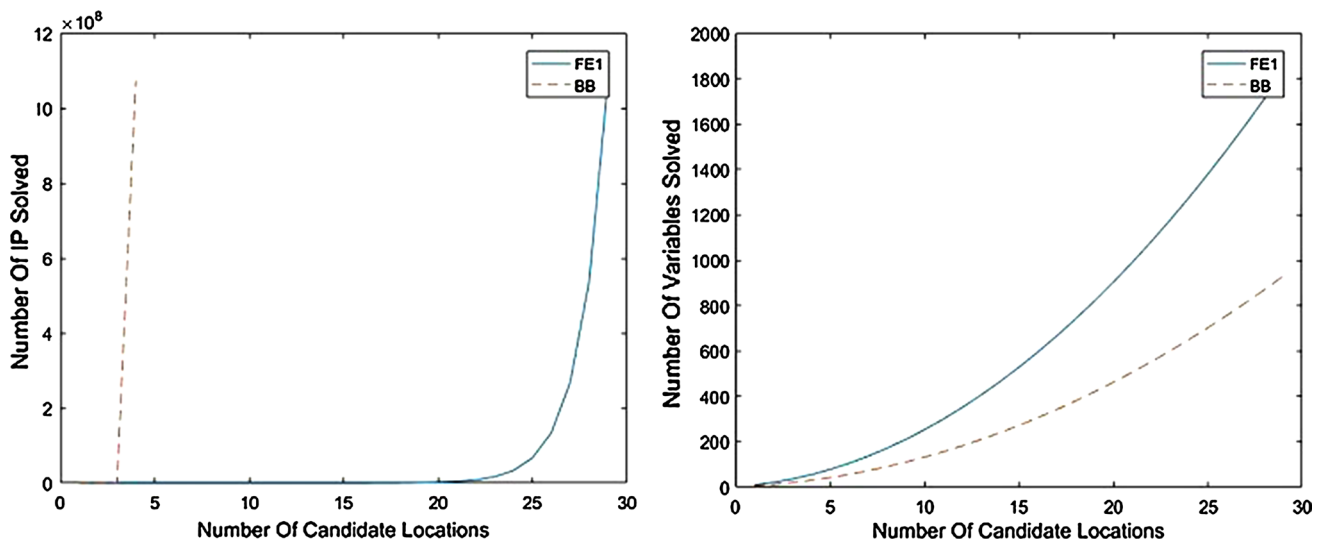 ×10⁸
12
10
8
6
4
2
0
0 5 10 15 20 25 30
Number Of IP Solved
Number Of Candidate Locations
FE1
BB
2000
1800
1600
1400
1200
1000
800
600
400
200
0
0 5 10 15 20 25 30
Number Of Variables Solved
Number Of Candidate Locations
FE1
BB